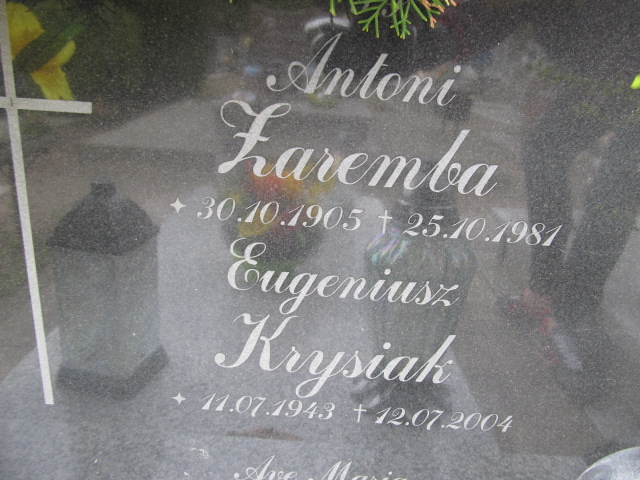 Antoni
Zaremba
✦ 30.10.1905 † 25.10.1981
Eugeniusz
Krysiak
✦ 11.07.1943 † 12.07.2004
Ave Maria